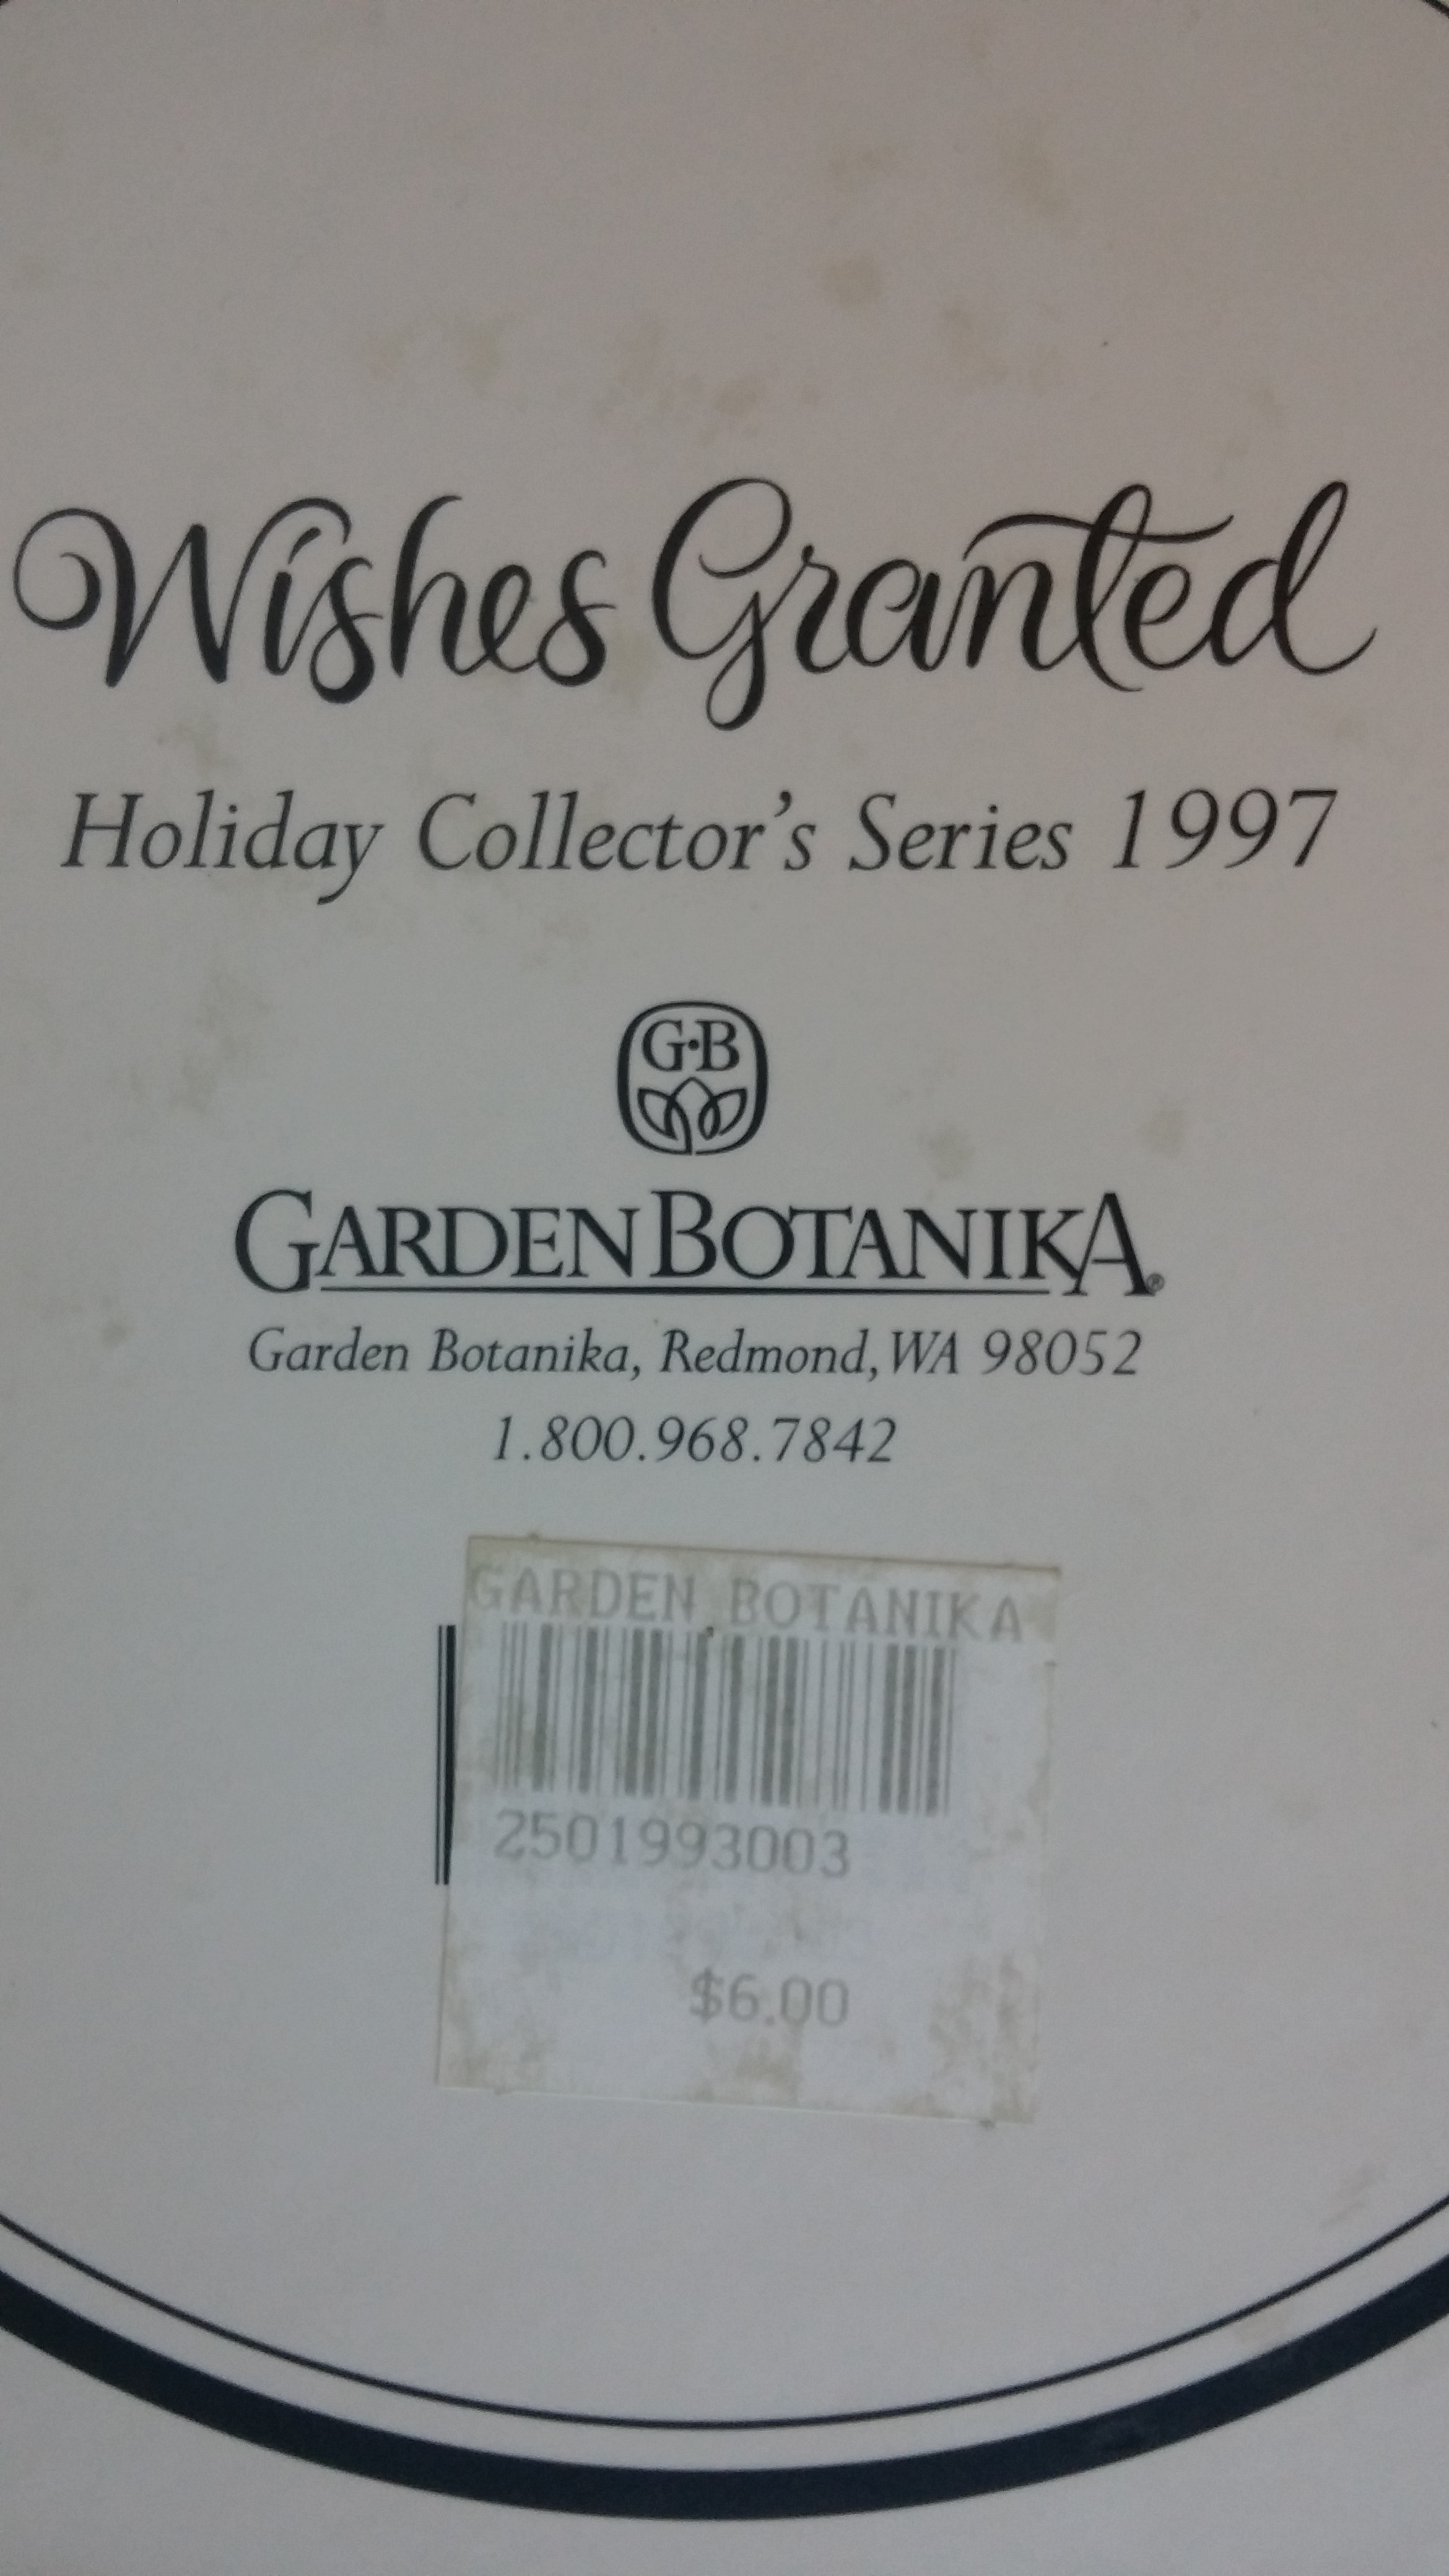 Wishes Granted
Holiday Collector's Series 1997
G·B
GARDEN BOTANIKA®
Garden Botanika, Redmond, WA 98052
1.800.968.7842
GARDEN BOTANIKA
2501993003
$6.00